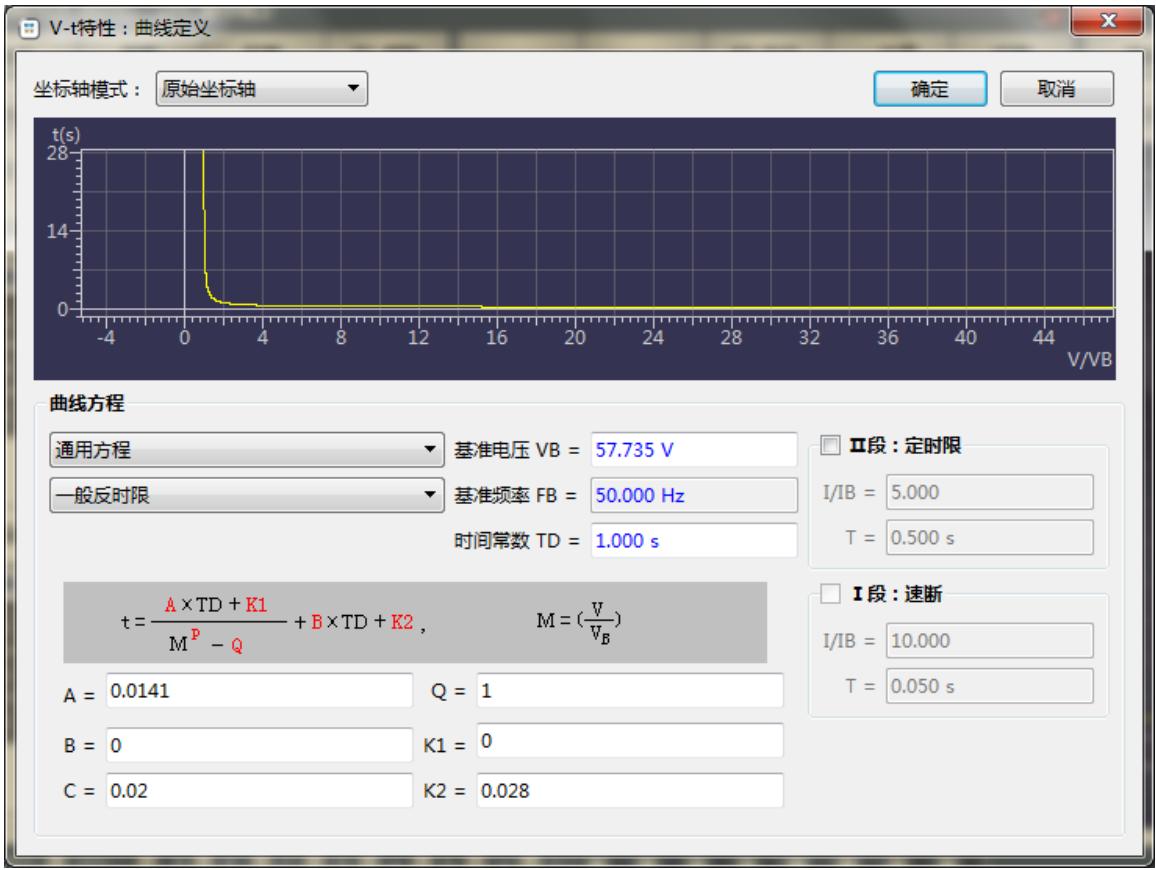 V-t特性：曲线定义
X
坐标轴模式： 原始坐标轴 确定 取消
t(s)
28
14
0
-4 0 4 8 12 16 20 24 28 32 36 40 44
V/VB
曲线方程
通用方程 基准电压 VB = 57.735 V
一般反时限 基准频率 FB = 50.000 Hz
时间常数 TD = 1.000 s
II段：定时限
I/IB = 5.000
T = 0.500 s
t = (A×TD+K1)/(M^P − Q) + B×TD + K2 , M=(V/V_B)
I段：速断
I/IB = 10.000
T = 0.050 s
A = 0.0141 Q = 1
B = 0 K1 = 0
C = 0.02 K2 = 0.028